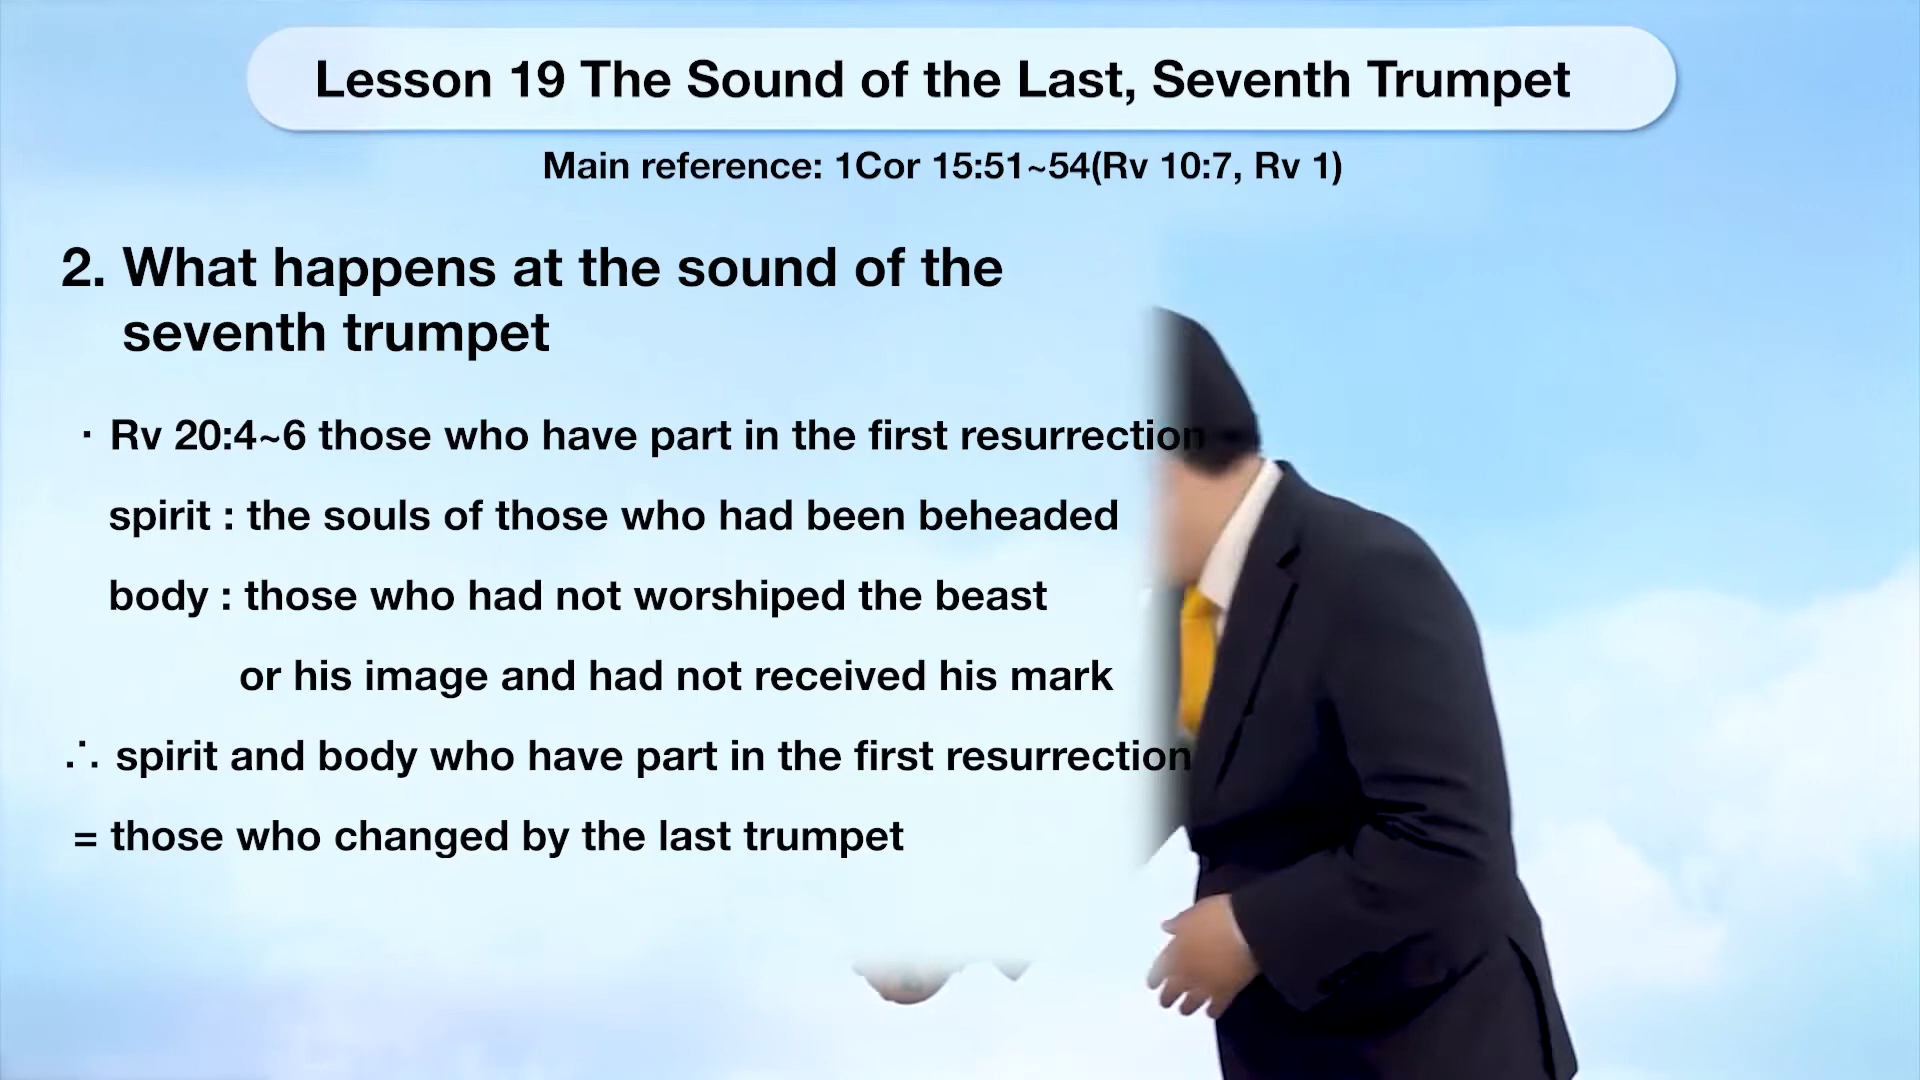 Lesson 19 The Sound of the Last, Seventh Trumpet
Main reference: 1Cor 15:51~54(Rv 10:7, Rv 1)
2. What happens at the sound of the
seventh trumpet
· Rv 20:4~6 those who have part in the first resurrection
spirit : the souls of those who had been beheaded
body : those who had not worshiped the beast
or his image and had not received his mark
∴ spirit and body who have part in the first resurrection
= those who changed by the last trumpet